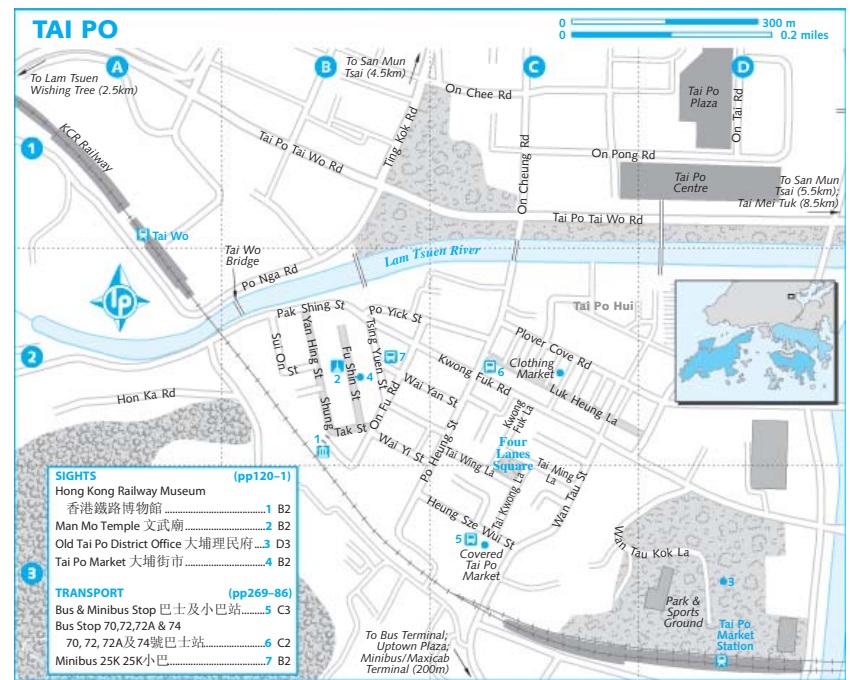 TAI PO
0 300 m
0 0.2 miles
A
B
C
D
To Lam Tsuen
Wishing Tree (2.5km)
To San Mun
Tsai (4.5km)
On Chee Rd
Tai Po
Plaza
On Tai Rd
KCR Railway
Tai Po Tai Wo Rd
Ting Kok Rd
On Cheung Rd
On Pong Rd
1
Tai Po
Centre
To San Mun
Tsai (5.5km);
Tai Mei Tuk (8.5km)
Tai Po Tai Wo Rd
Tai Wo
Tai Wo
Bridge
Lam Tsuen River
Po Nga Rd
LP
Tai Po Hui
Pak Shing St
Po Yick St
Sui On St
Yan Hing St
Fu Shin St
Tsing Yuen St
Plover Cove Rd
2
7
6
Clothing
Market
2
4
Kwong Fuk Rd
Wai Yan St
Luk Heung La
Hon Ka Rd
On Fu Rd
Kwong
Fuk La
Shung
Tak St
1
Wai Yi St
Po Heung St
Four
Lanes
Square
Tai Wing La
Tai Ming
La
Tai Kwong La
Wan Tau St
Heung Sze Wui St
5
Covered
Tai Po
Market
Wan Tau Kok La
3
3
Park &
Sports
Ground
Tai Po
Market
Station
To Bus Terminal;
Uptown Plaza;
Minibus/Maxicab
Terminal (200m)
SIGHTS (pp120–1)
Hong Kong Railway Museum
香港鐵路博物館 1 B2
Man Mo Temple 文武廟 2 B2
Old Tai Po District Office 大埔理民府 3 D3
Tai Po Market 大埔街市 4 B2
TRANSPORT (pp269–86)
Bus & Minibus Stop 巴士及小巴站 5 C3
Bus Stop 70,72,72A & 74
70, 72, 72A及74號巴士站 6 C2
Minibus 25K 25K小巴 7 B2